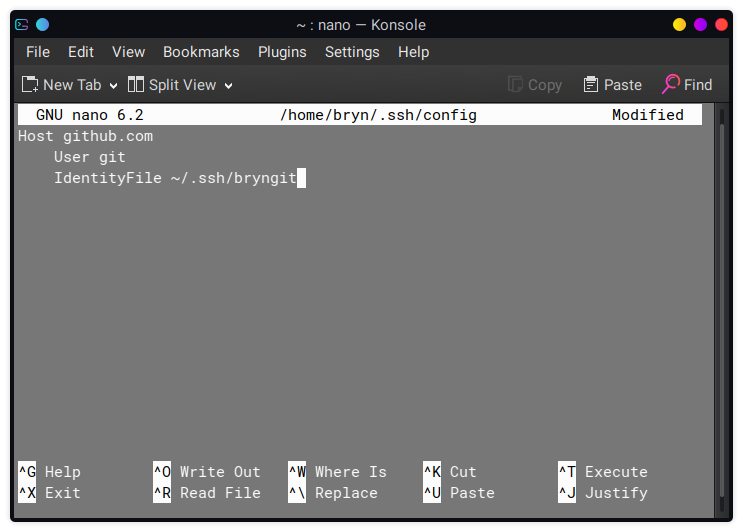 ~ : nano — Konsole
File Edit View Bookmarks Plugins Settings Help
New Tab Split View Copy Paste Find
GNU nano 6.2 /home/bryn/.ssh/config Modified
Host github.com
    User git
    IdentityFile ~/.ssh/bryngit
^G Help ^O Write Out ^W Where Is ^K Cut ^T Execute
^X Exit ^R Read File ^\ Replace ^U Paste ^J Justify